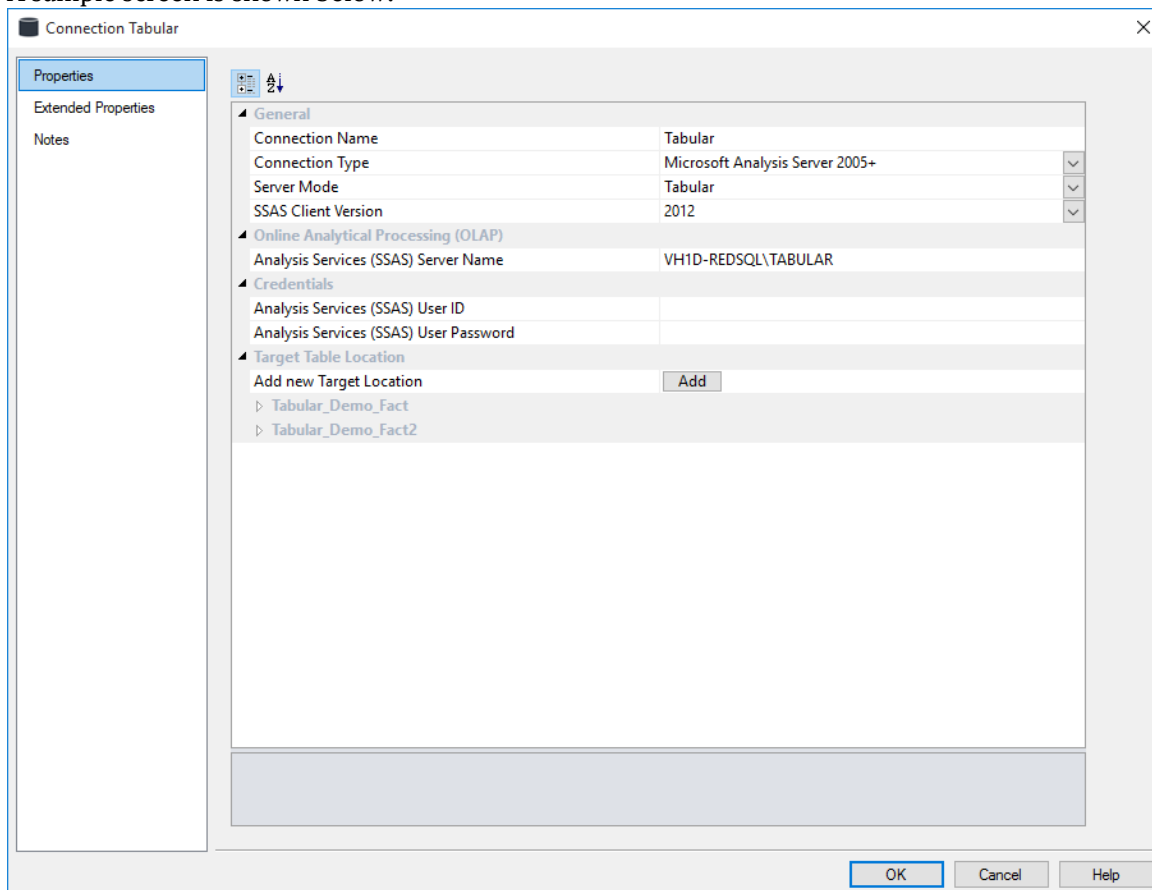 Connection Tabular
Properties
Extended Properties
Notes
General
Connection Name Tabular
Connection Type Microsoft Analysis Server 2005+
Server Mode Tabular
SSAS Client Version 2012
Online Analytical Processing (OLAP)
Analysis Services (SSAS) Server Name VH1D-REDSQL\TABULAR
Credentials
Analysis Services (SSAS) User ID
Analysis Services (SSAS) User Password
Target Table Location
Add new Target Location Add
Tabular_Demo_Fact
Tabular_Demo_Fact2
OK Cancel Help